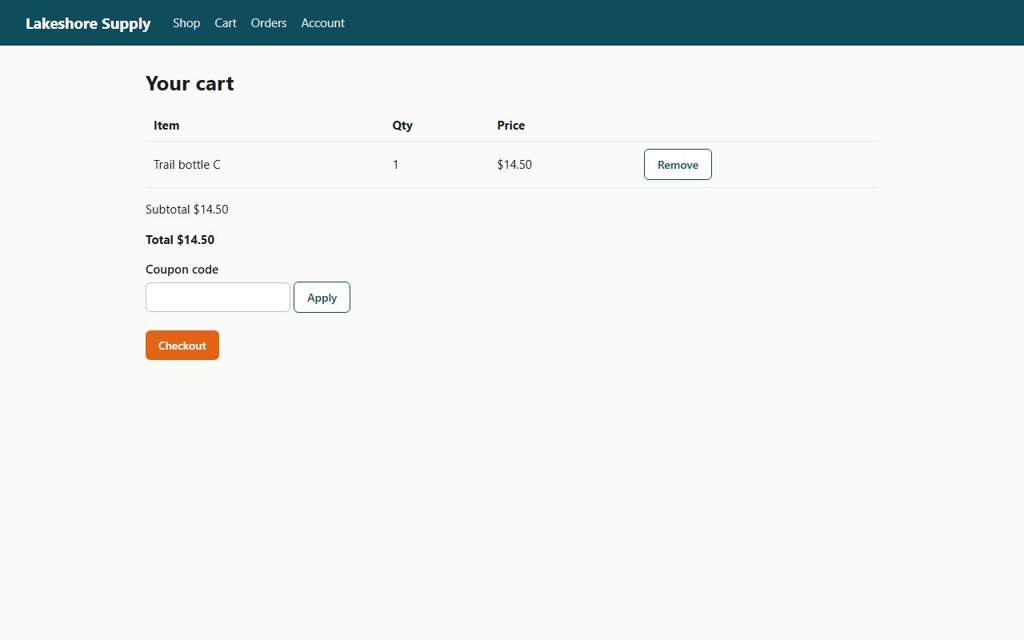 Lakeshore Supply Shop Cart Orders Account
Your cart
Item Qty Price
Trail bottle C 1 $14.50 Remove
Subtotal $14.50
Total $14.50
Coupon code
Apply
Checkout